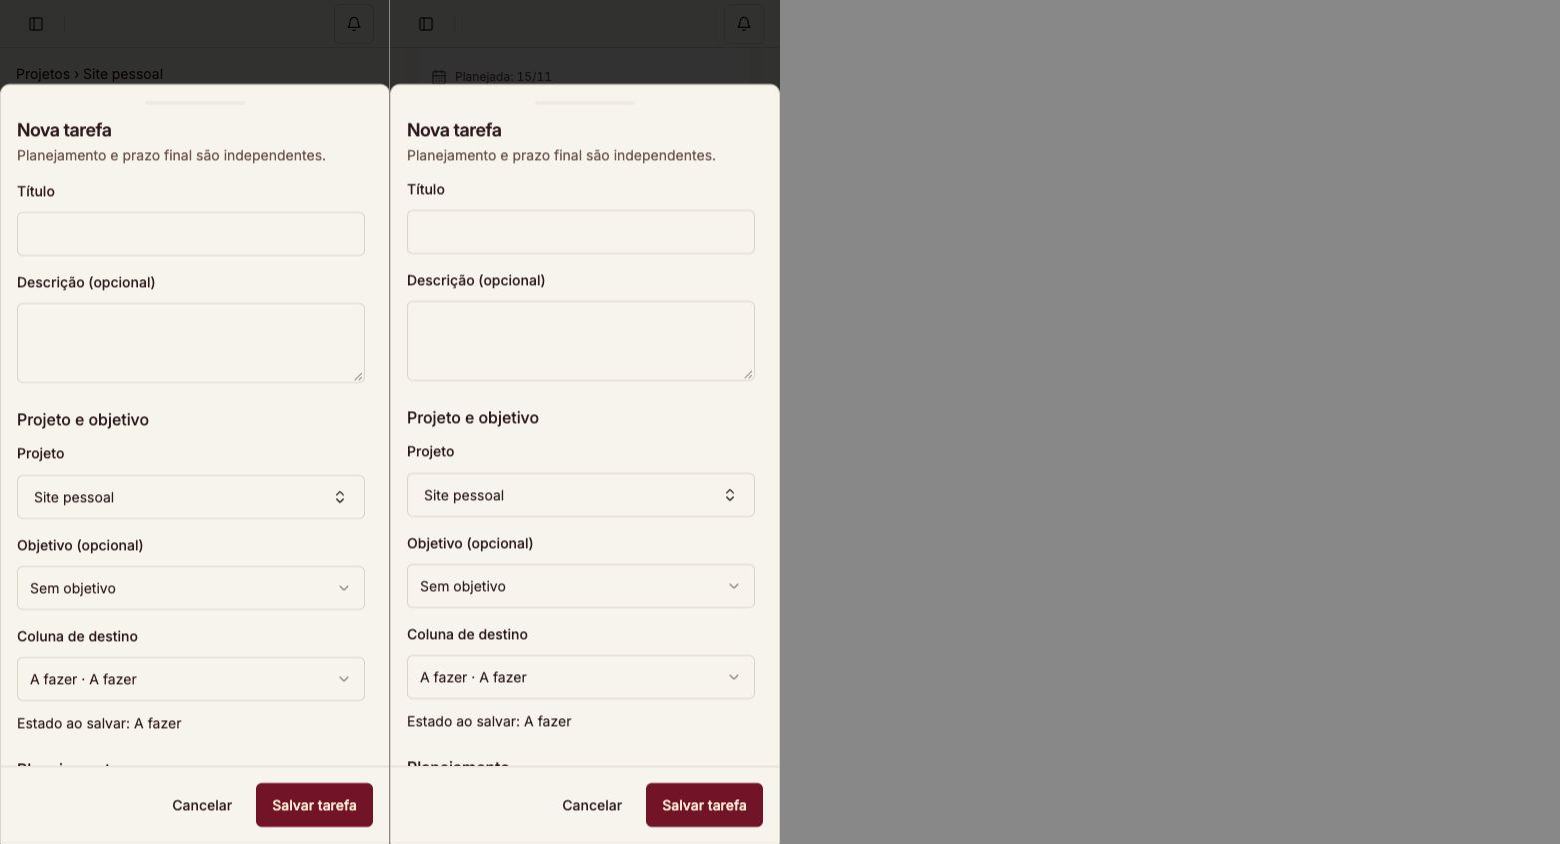 Projetos › Site pessoal
Nova tarefa
Planejamento e prazo final são independentes.
Título
Descrição (opcional)
Projeto e objetivo
Projeto
Site pessoal
Objetivo (opcional)
Sem objetivo
Coluna de destino
A fazer · A fazer
Estado ao salvar: A fazer
Cancelar
Salvar tarefa
Planejada: 15/11
Nova tarefa
Planejamento e prazo final são independentes.
Título
Descrição (opcional)
Projeto e objetivo
Projeto
Site pessoal
Objetivo (opcional)
Sem objetivo
Coluna de destino
A fazer · A fazer
Estado ao salvar: A fazer
Planejamento
Cancelar
Salvar tarefa